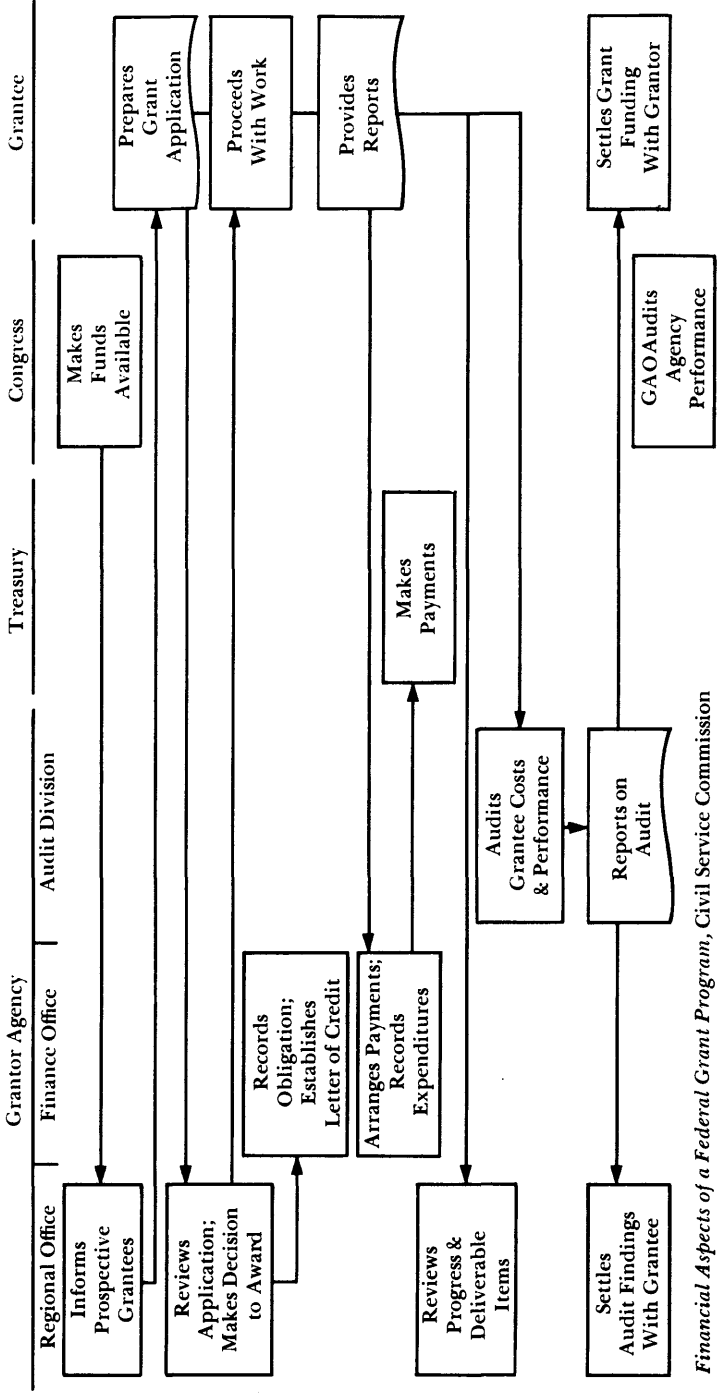 Grantor Agency
Regional Office
Finance Office
Audit Division
Treasury
Congress
Grantee
Makes
Funds
Available
Informs
Prospective
Grantees
Prepares
Grant
Application
Reviews
Application;
Makes Decision
to Award
Proceeds
With Work
Records
Obligation;
Establishes
Letter of Credit
Provides
Reports
Arranges Payments;
Records
Expenditures
Makes
Payments
Reviews
Progress &
Deliverable
Items
Audits
Grantee Costs
& Performance
Reports on
Audit
Settles
Audit Findings
With Grantee
Settles Grant
Funding
With Grantor
GAO Audits
Agency
Performance
Financial Aspects of a Federal Grant Program, Civil Service Commission